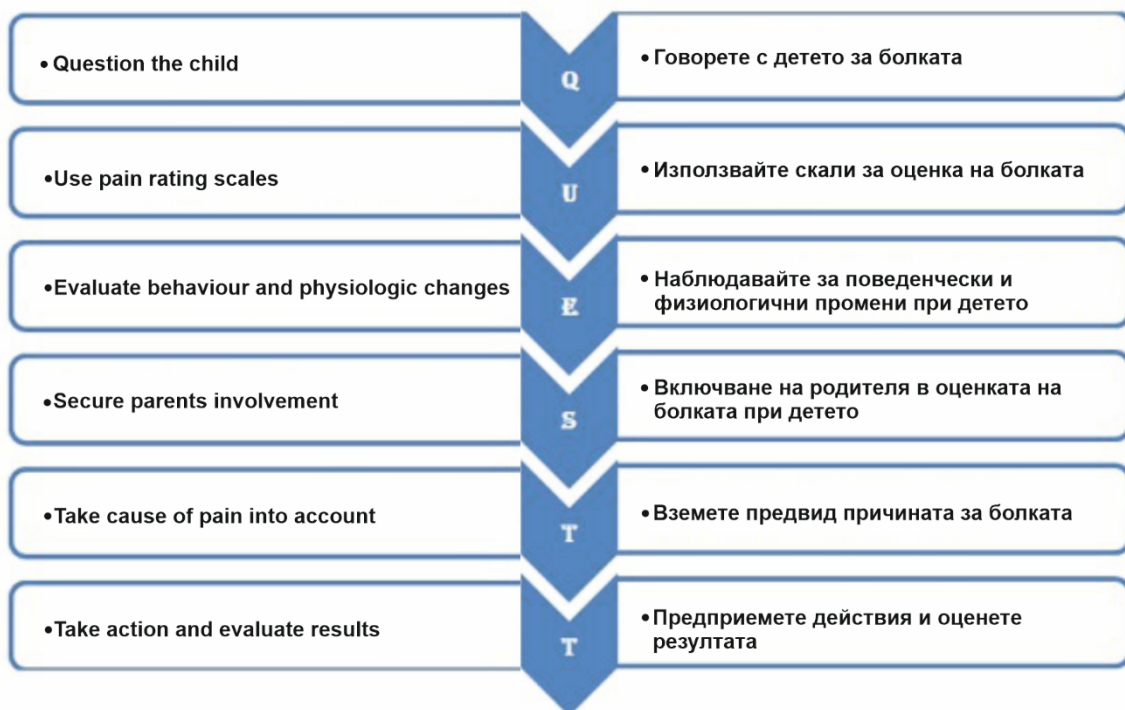 • Question the child
Q
• Говорете с детето за болката
•Use pain rating scales
U
• Използвайте скали за оценка на болката
•Evaluate behaviour and physiologic changes
E
• Наблюдавайте за поведенчески и
физиологични промени при детето
•Secure parents involvement
S
• Включване на родителя в оценката на
болката при детето
•Take cause of pain into account
T
• Вземете предвид причината за болката
•Take action and evaluate results
T
• Предприемете действия и оценете
резултата